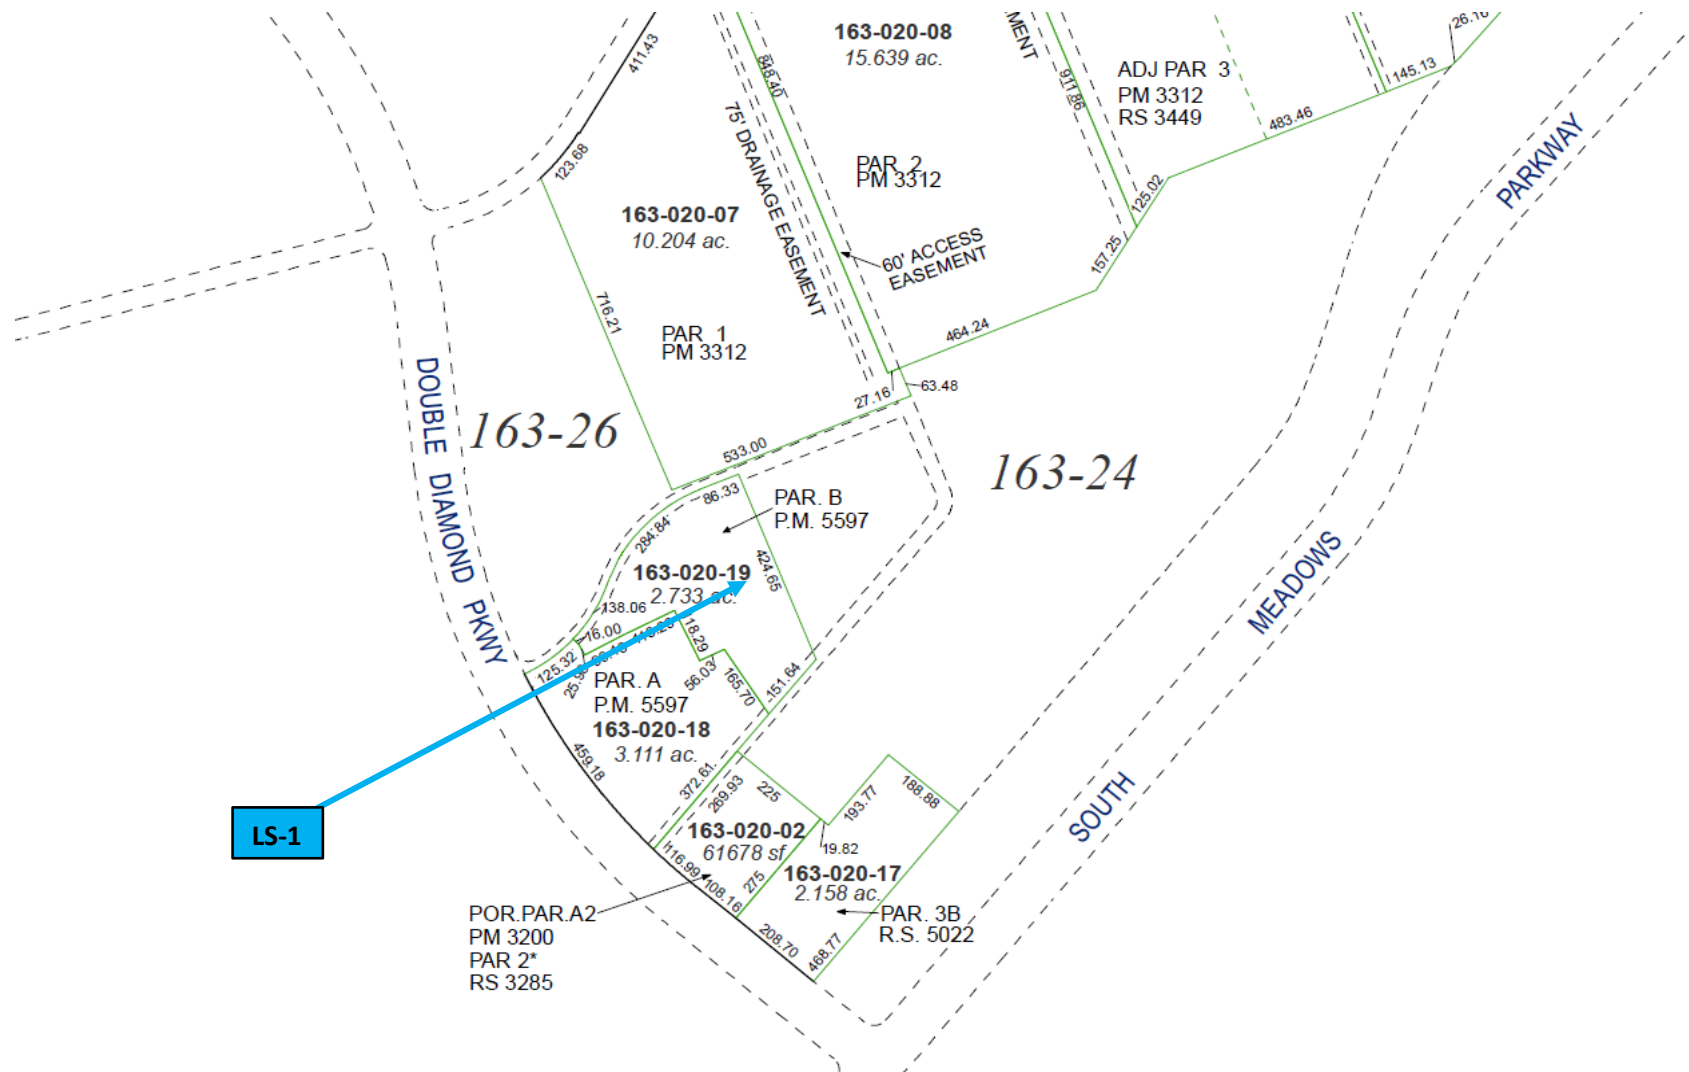 26.16
411.43
163-020-08
15.639 ac.
848.40
911.86
ADJ PAR 3
PM 3312
RS 3449
145.13
483.46
PARKWAY
123.68
75' DRAINAGE EASEMENT
PAR. 2
PM 3312
125.02
163-020-07
10.204 ac.
60' ACCESS
EASEMENT
157.25
716.21
PAR 1
PM 3312
464.24
DOUBLE DIAMOND PKWY
63.48
27.16
163-26
533.00
163-24
86.33
PAR. B
P.M. 5597
284.84
424.65
163-020-19
2.733 ac.
138.06
16.00
18.29
MEADOWS
125.32
56.03
165.70
151.64
PAR. A
P.M. 5597
163-020-18
3.111 ac.
459.18
372.61
269.93
225
193.77
188.88
SOUTH
LS-1
163-020-02
61678 sf
19.82
116.99
108.16
275
163-020-17
2.158 ac.
POR.PAR.A2
PM 3200
PAR 2*
RS 3285
PAR. 3B
R.S. 5022
208.70
468.77